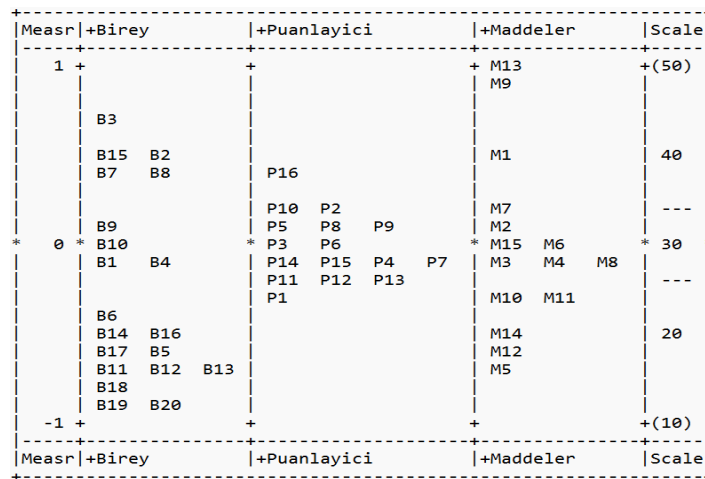 +-----------------------------------------------------------------------------
|Measr|+Birey |+Puanlayici |+Maddeler |Scale
|-----+------------------+------------------------+------------------+-----
| 1 + + + M13 +(50)
| | | | M9 |
| | | | |
| | B3 | | |
| | | | |
| | B15 B2 | | M1 | 40
| | B7 B8 | P16 | |
| | | | |
| | | P10 P2 | M7 | ---
| | B9 | P5 P8 P9 | M2 |
* 0 * B10 * P3 P6 * M15 M6 * 30
| | B1 B4 | P14 P15 P4 P7 | M3 M4 M8 |
| | | P11 P12 P13 | | ---
| | | P1 | M10 M11 |
| | B6 | | |
| | B14 B16 | | M14 | 20
| | B17 B5 | | M12 |
| | B11 B12 B13 | | M5 |
| | B18 | | |
| | B19 B20 | | |
| -1 + + + +(10)
|-----+------------------+------------------------+------------------+-----
|Measr|+Birey |+Puanlayici |+Maddeler |Scale
+-----------------------------------------------------------------------------